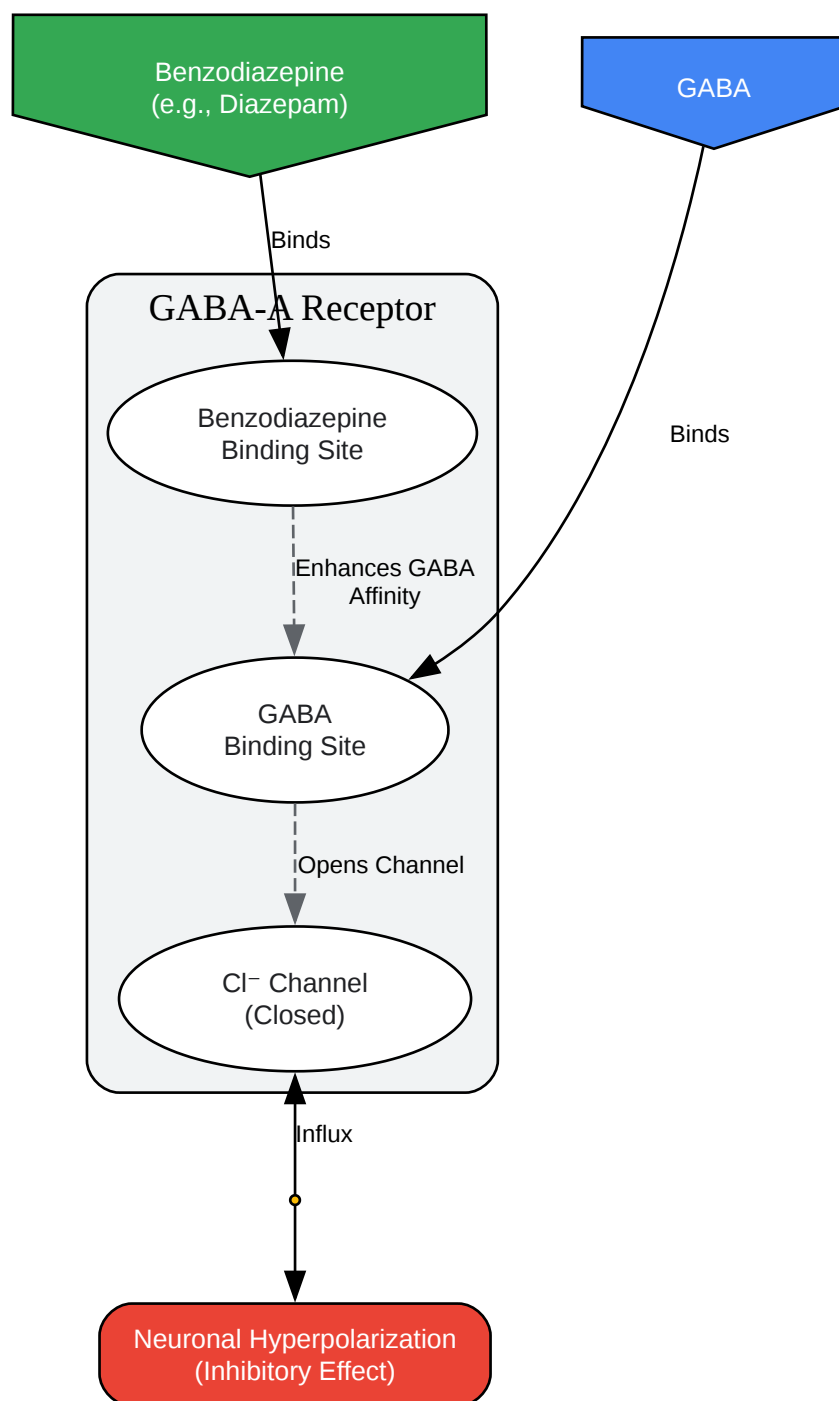 Benzodiazepine
(e.g., Diazepam)
GABA
Binds
GABA-A Receptor
Benzodiazepine
Binding Site
Binds
Enhances GABA
Affinity
GABA
Binding Site
Opens Channel
Cl⁻ Channel
(Closed)
Influx
Neuronal Hyperpolarization
(Inhibitory Effect)